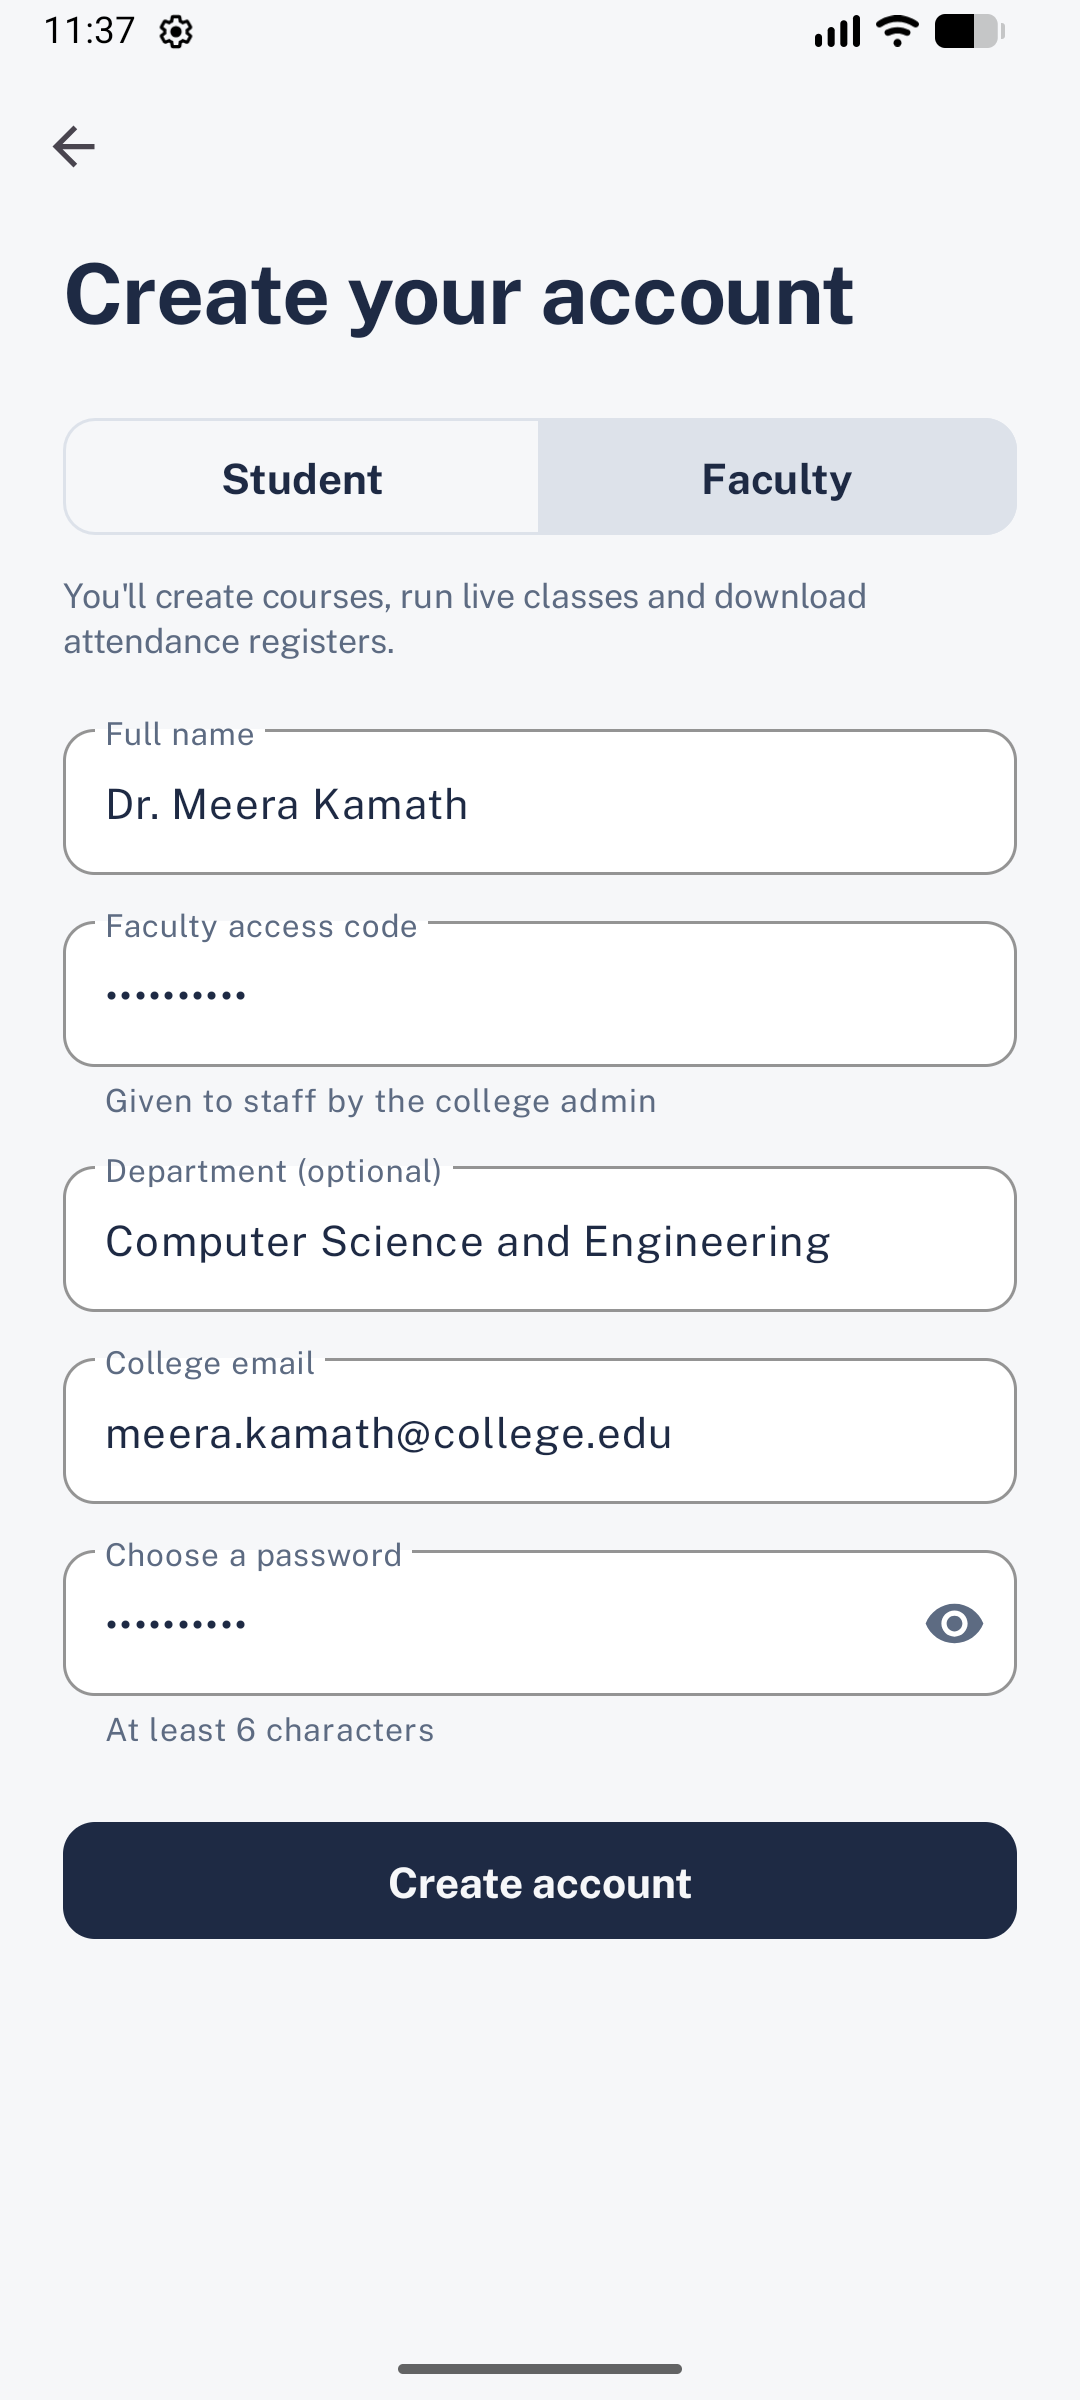 11:37
Create your account
Student
Faculty
You'll create courses, run live classes and download
attendance registers.
Full name
Dr. Meera Kamath
Faculty access code
••••••••••
Given to staff by the college admin
Department (optional)
Computer Science and Engineering
College email
meera.kamath@college.edu
Choose a password
••••••••••
At least 6 characters
Create account